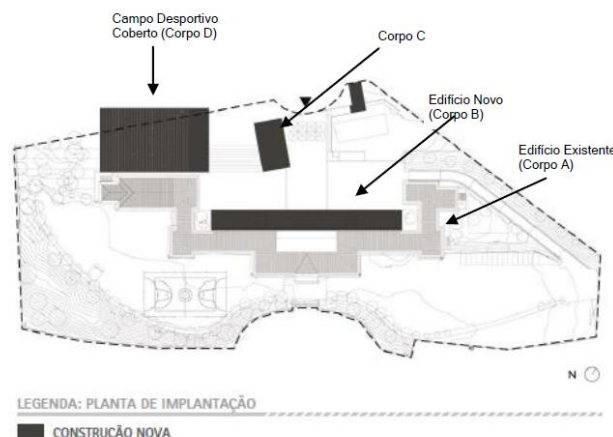 Campo Desportivo
Coberto (Corpo D)
Corpo C
Edifício Novo
(Corpo B)
Edifício Existente
(Corpo A)
N
LEGENDA: PLANTA DE IMPLANTAÇÃO
CONSTRUÇÃO NOVA